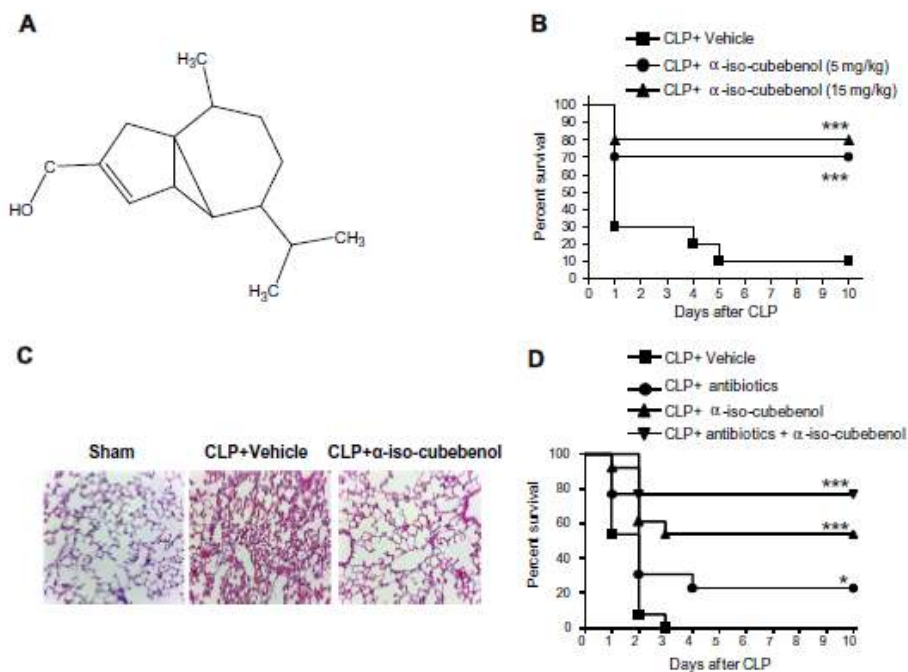 A
CH₃
H₃C
C
HO
CH₃
H₃C
B
CLP+ Vehicle
CLP+ α-iso-cubebenol (5 mg/kg)
CLP+ α-iso-cubebenol (15 mg/kg)
Percent survival
100
90
80
70
60
50
40
30
20
10
0
***
***
0 1 2 3 4 5 6 7 8 9 10
Days after CLP
C
Sham
CLP+Vehicle
CLP+α-iso-cubebenol
D
CLP+ Vehicle
CLP+ antibiotics
CLP+ α-iso-cubebenol
CLP+ antibiotics + α-iso-cubebenol
Percent survival
100
80
60
40
20
0
***
***
*
0 1 2 3 4 5 6 7 8 9 10
Days after CLP